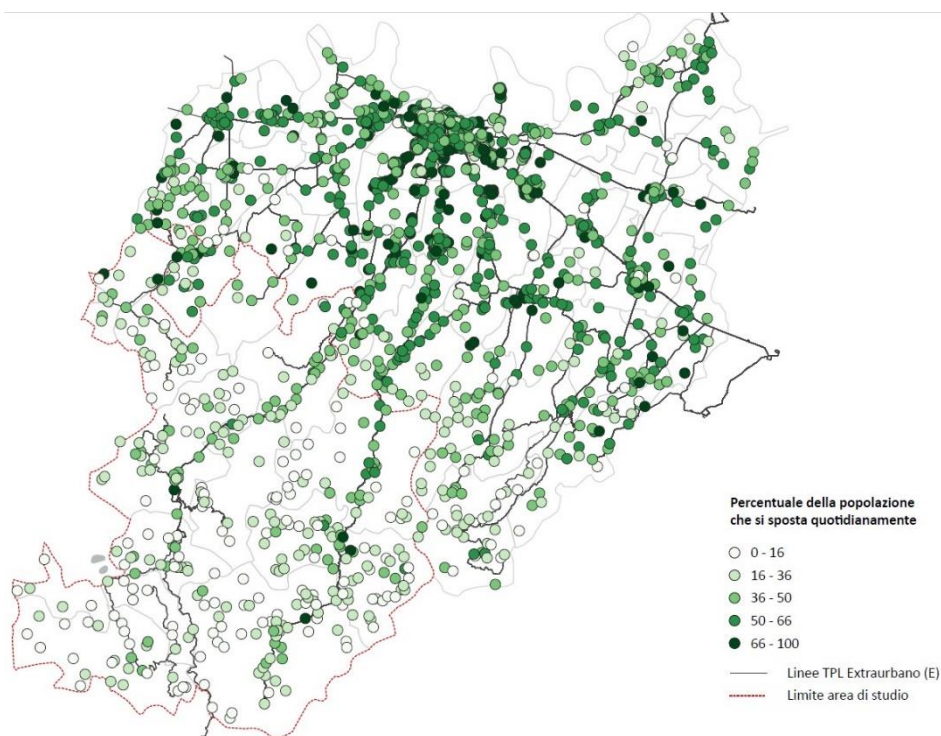 Percentuale della popolazione
che si sposta quotidianamente
0 - 16
16 - 36
36 - 50
50 - 66
66 - 100
Linee TPL Extraurbano (E)
Limite area di studio